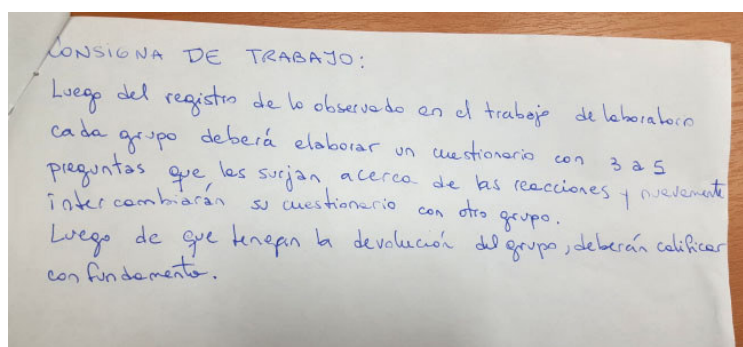 CONSIGNA DE TRABAJO:
Luego del registro de lo observado en el trabajo de laboratorio
cada grupo deberá elaborar un cuestionario con 3 a 5
preguntas que les surjan acerca de las reacciones y nuevamente
intercambiarán su cuestionario con otro grupo.
Luego de que tengan la devolución del grupo, deberán calificar
con fundamento.